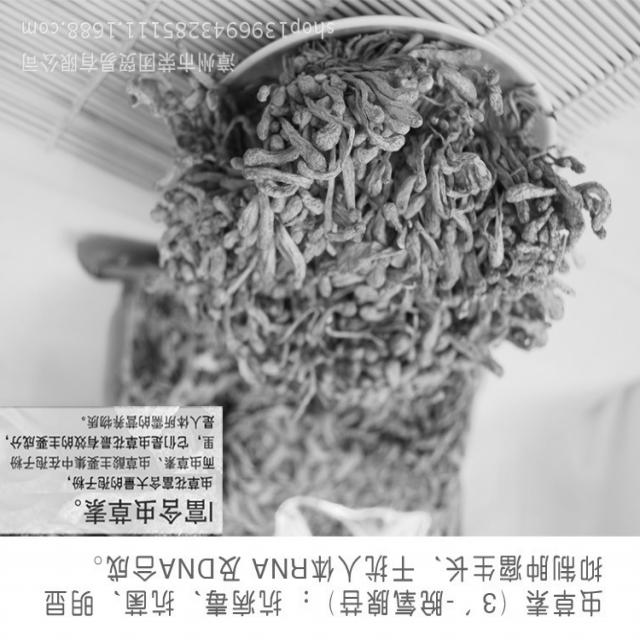 虫草素（3′-脱氧腺苷）：抗病毒、抗菌、明显
抑制肿瘤生长、干扰人体RNA 及DNA合成。
富含虫草素。
虫草花富含大量的孢子粉，
而虫草素、虫草酸主要集中在孢子粉
里，它们是虫草花最有效的主要成分，
是人体所需的营养物质。
漳州市荣团贸易有限公司
shop1396943285111.1688.com